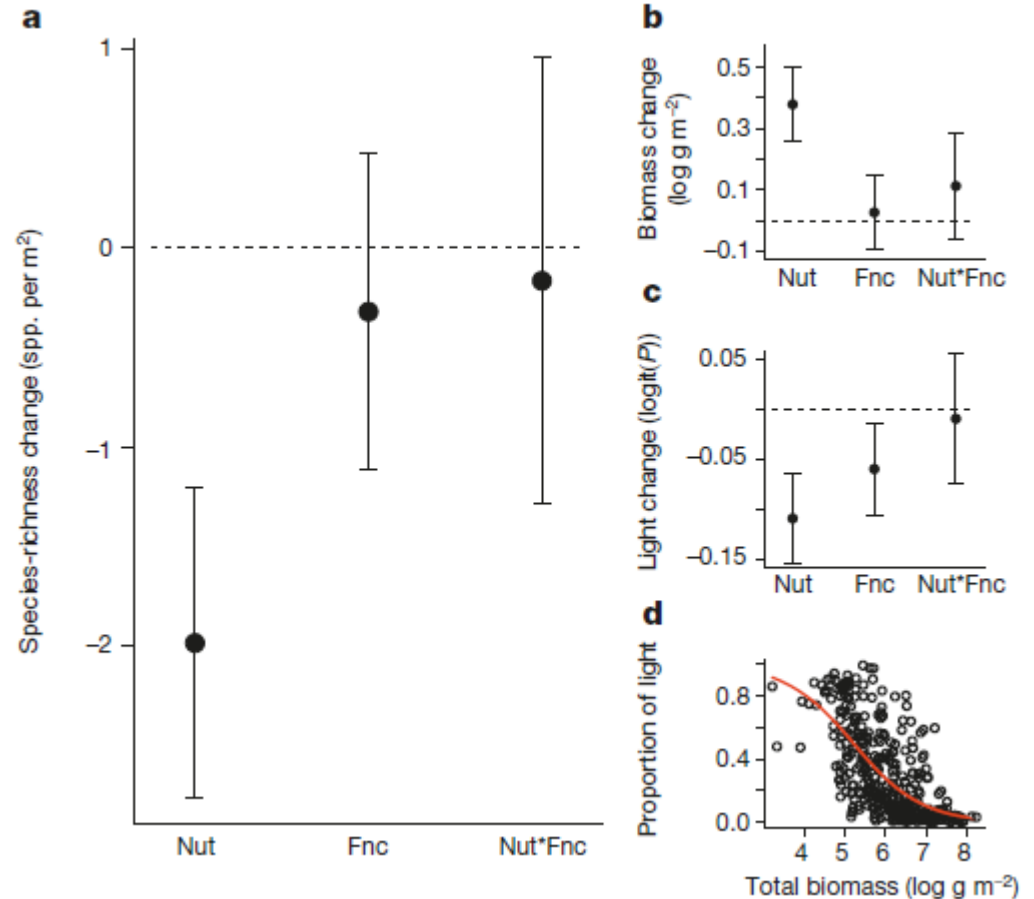 a
Species-richness change (spp. per m²)
1
0
–1
–2
Nut Fnc Nut*Fnc
b
Biomass change
(log g m⁻²)
0.5
0.3
0.1
–0.1
Nut Fnc Nut*Fnc
c
Light change (logit(P))
0.05
–0.05
–0.15
Nut Fnc Nut*Fnc
d
Proportion of light
0.8
0.4
0.0
4 5 6 7 8
Total biomass (log g m⁻²)